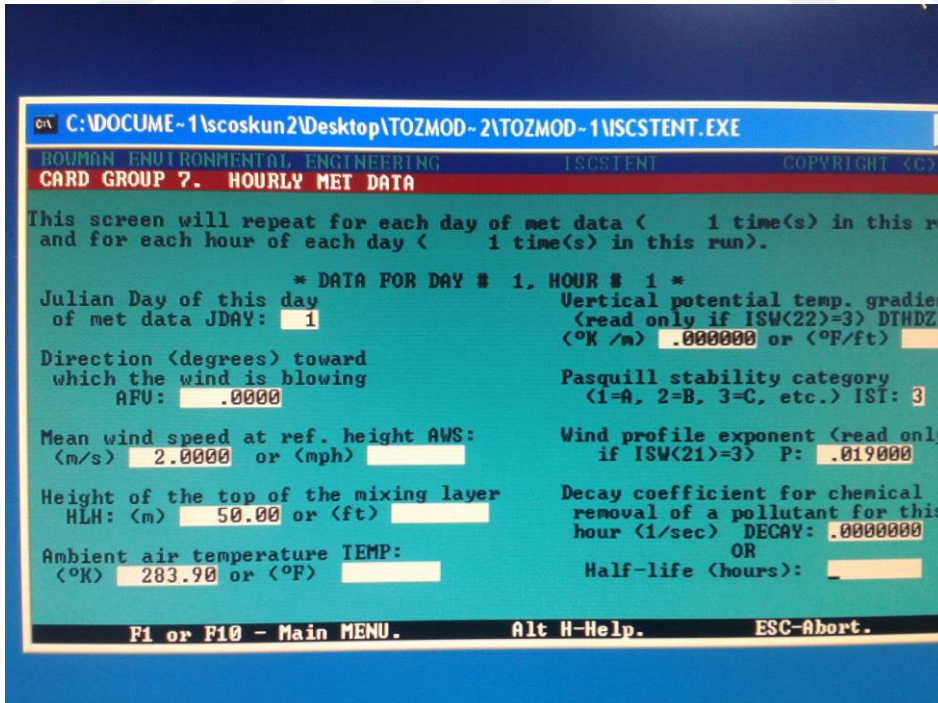 C:\DOCUME~1\scoskun2\Desktop\TOZMOD~2\TOZMOD~1\ISCSTENT.EXE
BOWMAN ENVIRONMENTAL ENGINEERING ISCSTENT COPYRIGHT (C)
CARD GROUP 7. HOURLY MET DATA
This screen will repeat for each day of met data ( 1 time(s) in this r
and for each hour of each day ( 1 time(s) in this run).
* DATA FOR DAY # 1, HOUR # 1 *
Julian Day of this day
of met data JDAY: 1
Direction (degrees) toward
which the wind is blowing
AFV: .0000
Mean wind speed at ref. height AWS:
(m/s) 2.0000 or (mph)
Height of the top of the mixing layer
HLH: (m) 50.00 or (ft)
Ambient air temperature TEMP:
(°K) 283.90 or (°F)
Vertical potential temp. gradie
(read only if ISW(22)=3) DTHDZ
(°K /m) .000000 or (°F/ft)
Pasquill stability category
(1=A, 2=B, 3=C, etc.) IST: 3
Wind profile exponent (read only
if ISW(21)=3) P: .019000
Decay coefficient for chemical
removal of a pollutant for this
hour (1/sec) DECAY: .0000000
OR
Half-life (hours):
F1 or F10 - Main MENU. Alt H-Help. ESC-Abort.